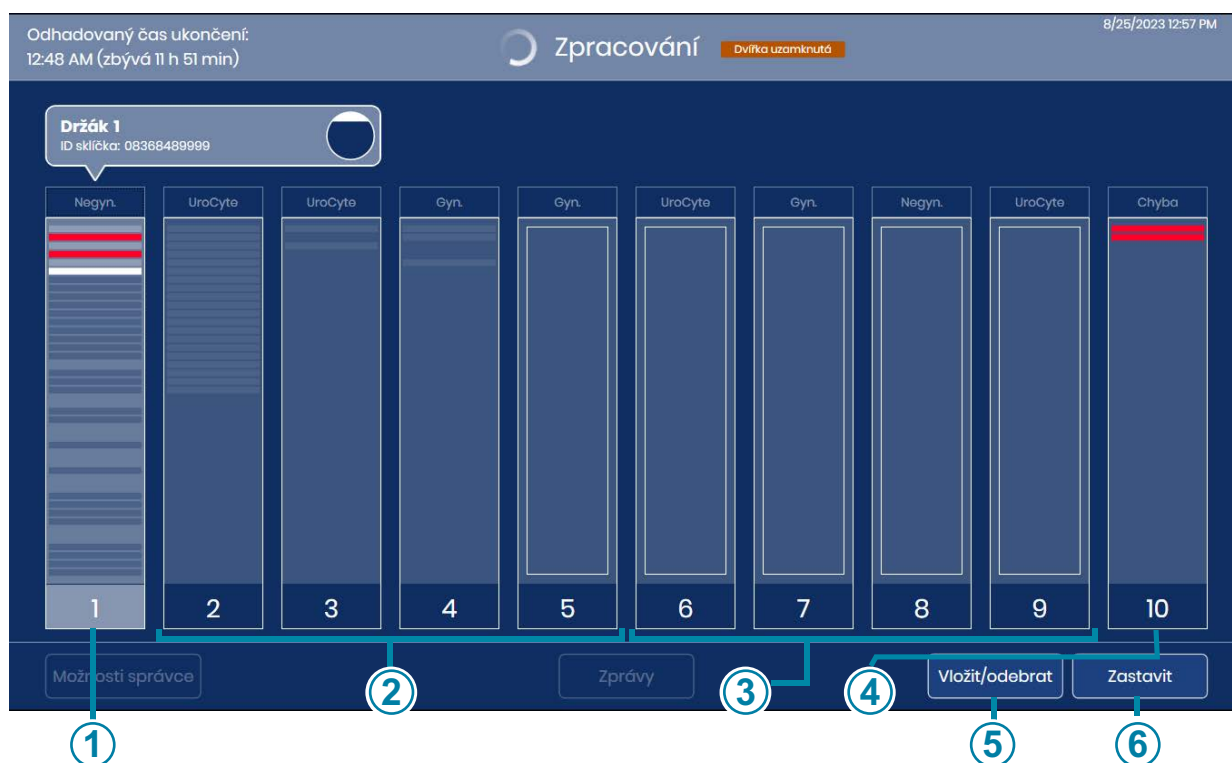 8/25/2023 12:57 PM
Odhadovaný čas ukončení:
12:48 AM (zbývá 11 h 51 min)
Zpracování
Dvířka uzamknutá
Držák 1
ID sklíčka: 08368489999
Negyn. UroCyte UroCyte Gyn. Gyn. UroCyte Gyn. Negyn. UroCyte Chyba
1 2 3 4 5 6 7 8 9 10
Možnosti správce Zprávy Vložit/odebrat Zastavit
2 3 4
1 5 6